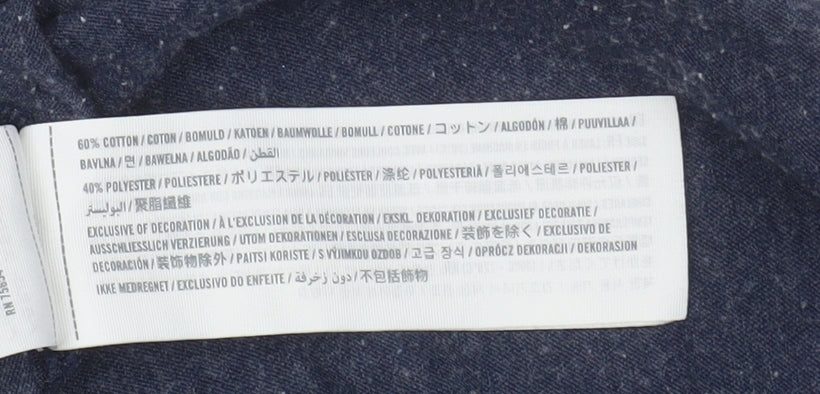 60% COTTON / COTON / BOMULD / KATOEN / BAUMWOLLE / BOMULL / COTONE / コットン / ALGODÓN / 棉 / PUUVILLAA /
BAVLNA / 면 / BAWEŁNA / ALGODÃO / القطن
40% POLYESTER / POLIESTERE / ポリエステル / POLIÉSTER / 涤纶 / POLYESTERIÄ / 폴리에스테르 / POLIESTER /
البوليستر / 聚脂纖維
EXCLUSIVE OF DECORATION / À L'EXCLUSION DE LA DÉCORATION / EKSKL. DEKORATION / EXCLUSIEF DECORATIE /
AUSSCHLIESSLICH VERZIERUNG / UTOM DEKORATIONEN / ESCLUSA DECORAZIONE / 装飾を除く / EXCLUSIVO DE
DECORACIÓN / 装饰物除外 / PAITSI KORISTE / S VÝJIMKOU OZDOB / 고급 장식 / OPRÓCZ DEKORACJI / DEKORASION
IKKE MEDREGNET / EXCLUSIVO DO ENFEITE / دون زخرفة / 不包括飾物
RN 75654